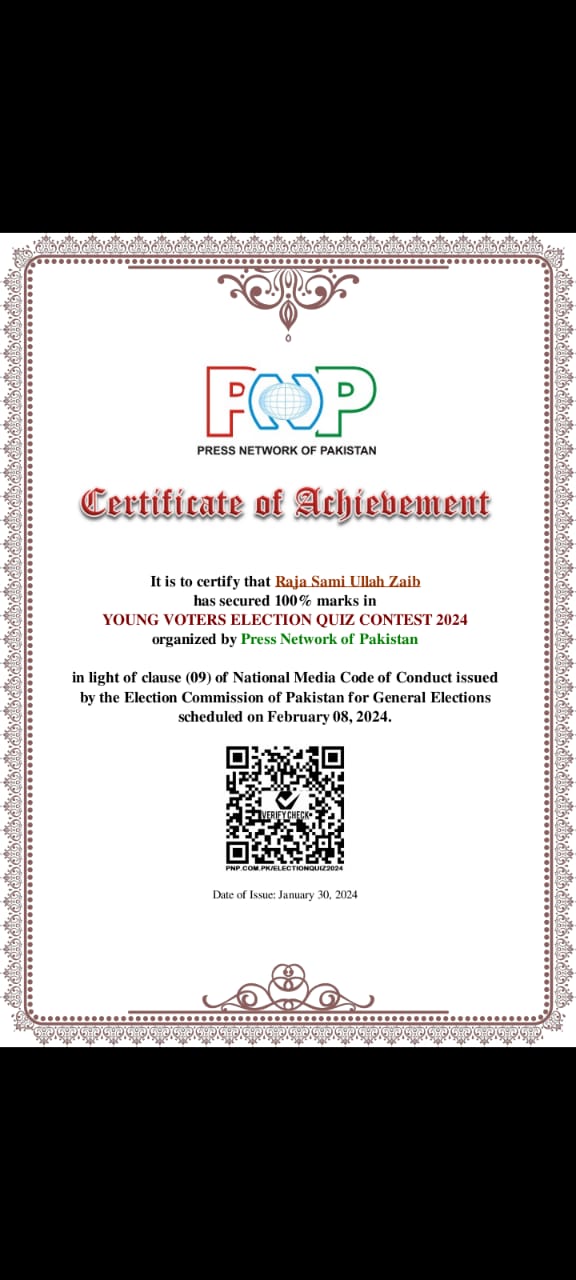 PNP
PRESS NETWORK OF PAKISTAN
Certificate of Achievement
It is to certify that Raja Sami Ullah Zaib
has secured 100% marks in
YOUNG VOTERS ELECTION QUIZ CONTEST 2024
organized by Press Network of Pakistan
in light of clause (09) of National Media Code of Conduct issued
by the Election Commission of Pakistan for General Elections
scheduled on February 08, 2024.
VERIFY CHECK
PNP.COM.PK/ELECTIONQUIZ2024
Date of Issue: January 30, 2024